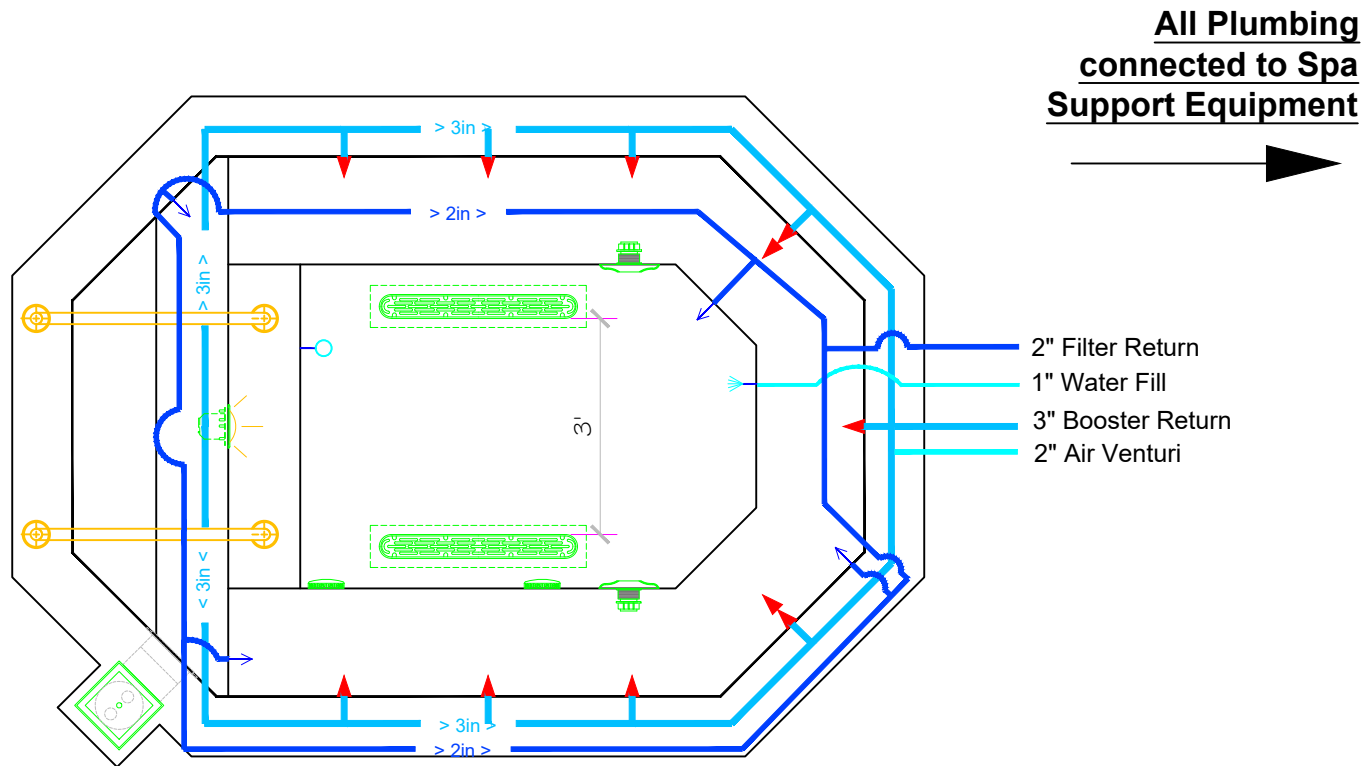 All Plumbing
connected to Spa
Support Equipment
> 3in >
> 2in >
> 3in >
3'
2" Filter Return
1" Water Fill
3" Booster Return
2" Air Venturi
< 3in <
> 3in >
> 2in >